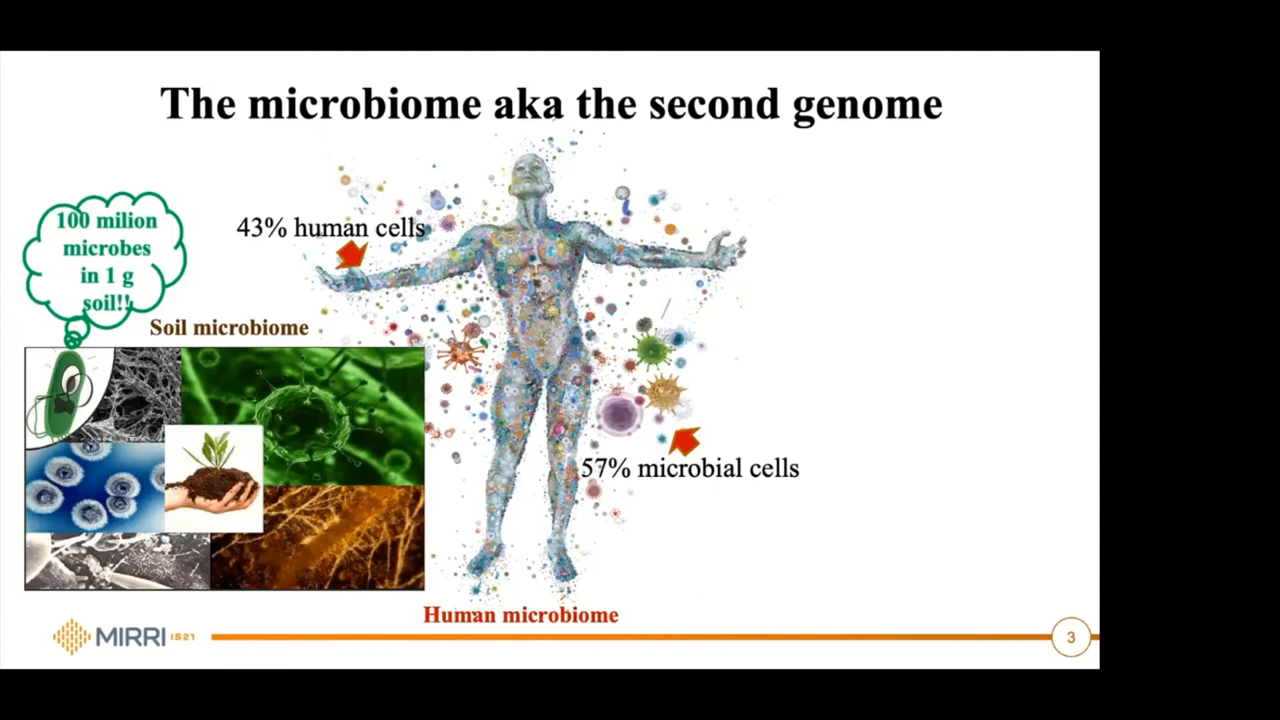 The microbiome aka the second genome
100 milion
microbes
in 1 g
soil!!
43% human cells
Soil microbiome
57% microbial cells
Human microbiome
MIRRI IS21
3